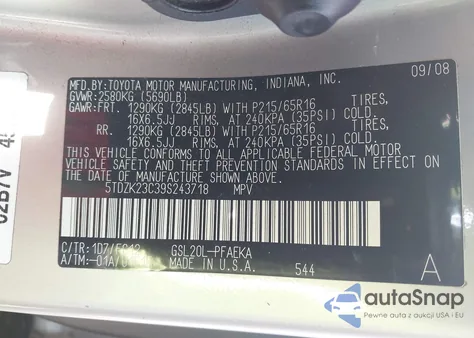 MFD.BY:TOYOTA MOTOR MANUFACTURING, INDIANA, INC. 09/08
GVWR:2580KG (5690LB)
GAWR:FRT. 1290KG (2845LB) WITH P215/65R16 TIRES,
16X6.5JJ RIMS, AT 240KPA (35PSI) COLD
RR. 1290KG (2845LB) WITH P215/65R16 TIRES,
16X6.5JJ RIMS, AT 240KPA (35PSI) COLD
THIS VEHICLE CONFORMS TO ALL APPLICABLE FEDERAL MOTOR
VEHICLE SAFETY AND THEFT PREVENTION STANDARDS IN EFFECT ON
THE DATE OF MANUFACTURE SHOWN ABOVE.
5TDZK23C39S243718 MPV
C/TR:1D7/ GSL20L-PFAEKA
A/TM:-01A/ MADE IN U.S.A. 544 A
autoSnap
Pewne auta z aukcji USA i EU